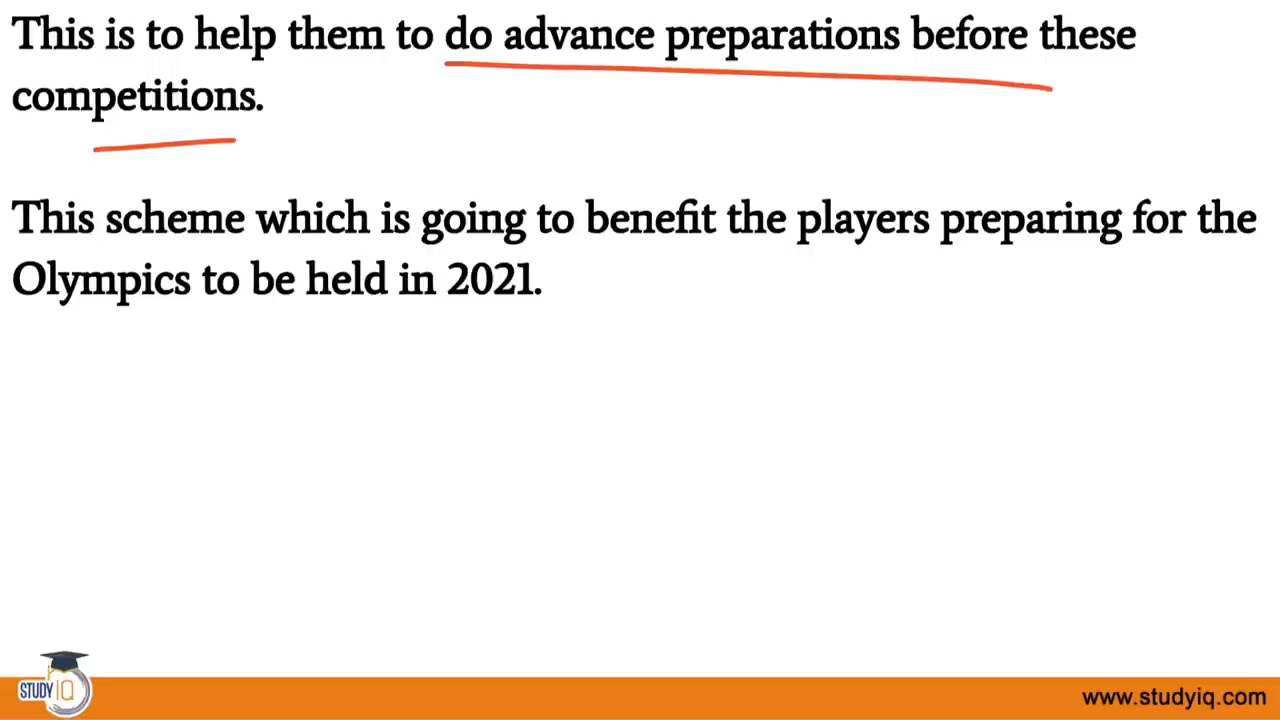 This is to help them to do advance preparations before these
competitions.
This scheme which is going to benefit the players preparing for the
Olympics to be held in 2021.
STUDY IQ
www.studyiq.com